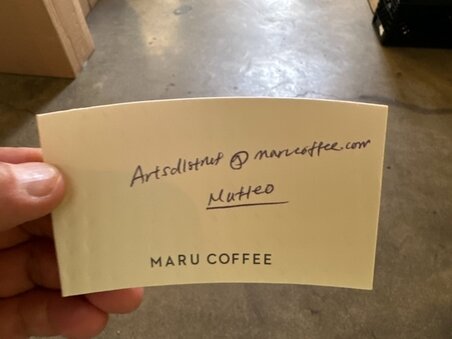 Artsdistrict @ marucoffee.com
Matteo
MARU COFFEE